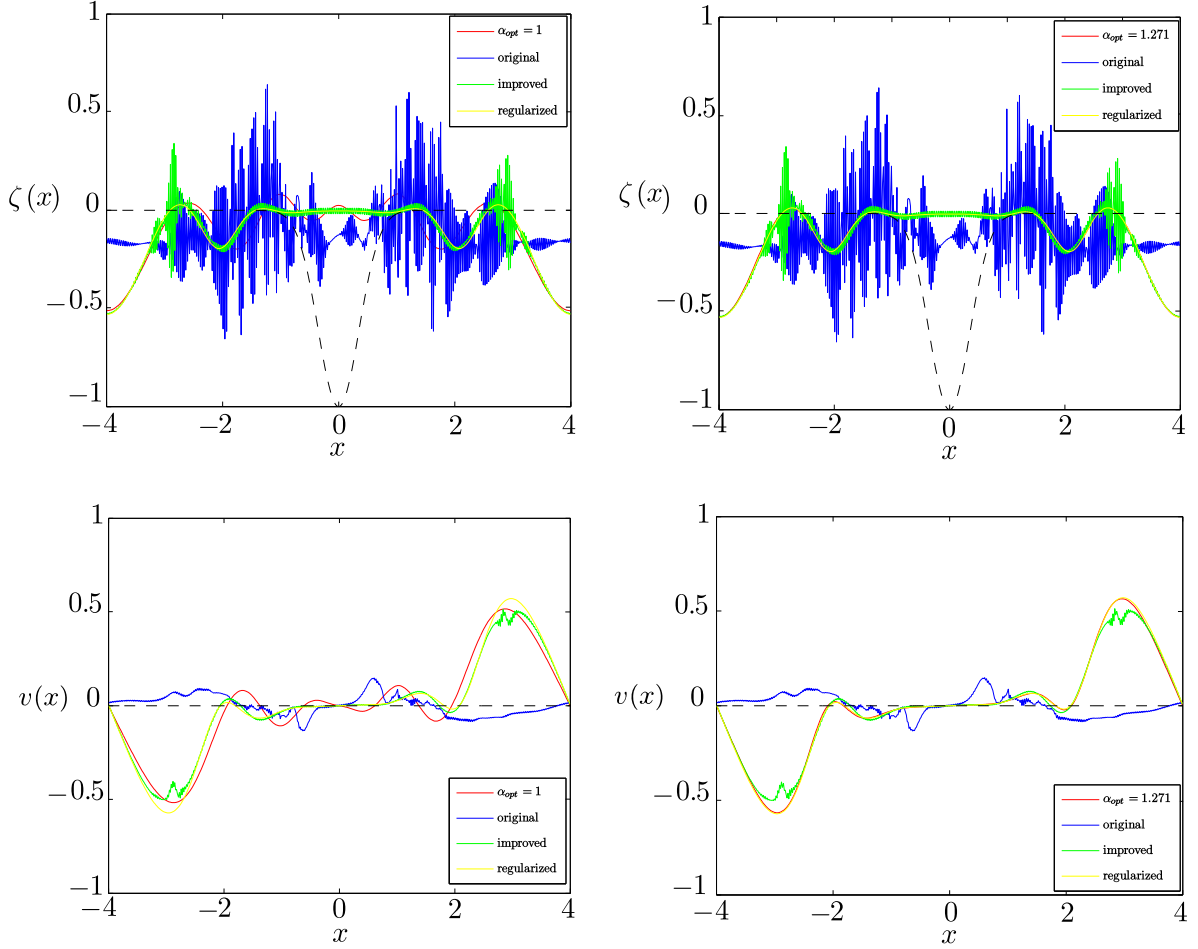 1
0.5
0
−0.5
−1
ζ(x)
−4
−2
0
2
4
x
α_opt = 1
original
improved
regularized
1
0.5
0
−0.5
−1
ζ(x)
−4
−2
0
2
4
x
α_opt = 1.271
original
improved
regularized
1
0.5
0
−0.5
−1
v(x)
−4
−2
0
2
4
x
α_opt = 1
original
improved
regularized
1
0.5
0
−0.5
−1
v(x)
−4
−2
0
2
4
x
α_opt = 1.271
original
improved
regularized